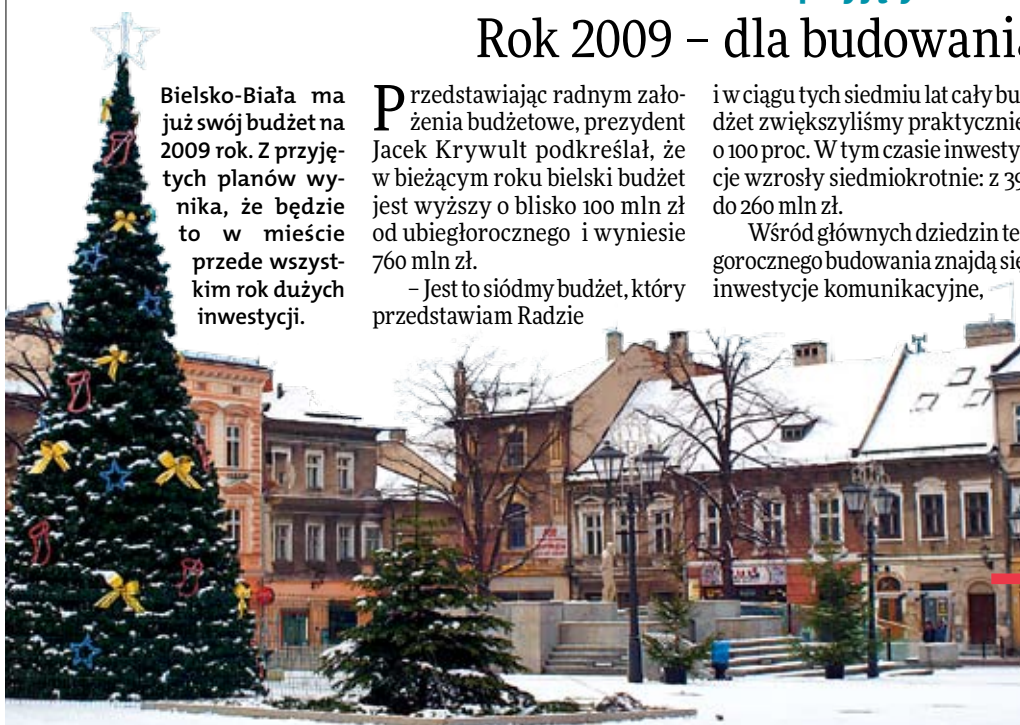 Rok 2009 – dla budowania
Bielsko-Biała ma
już swój budżet na
2009 rok. Z przyję-
tych planów wy-
nika, że będzie
to w mieście
przede wszyst-
kim rok dużych
inwestycji.
Przedstawiając radnym zało-
żenia budżetowe, prezydent
Jacek Krywult podkreślał, że
w bieżącym roku bielski budżet
jest wyższy o blisko 100 mln zł
od ubiegłorocznego i wyniesie
760 mln zł.
– Jest to siódmy budżet, który
przedstawiam Radzie
i w ciągu tych siedmiu lat cały bu
dżet zwiększyliśmy praktycznie
o 100 proc. W tym czasie inwesty
cje wzrosły siedmiokrotnie: z 39
do 260 mln zł.
Wśród głównych dziedzin te
gorocznego budowania znajdą się
inwestycje komunikacyjne,